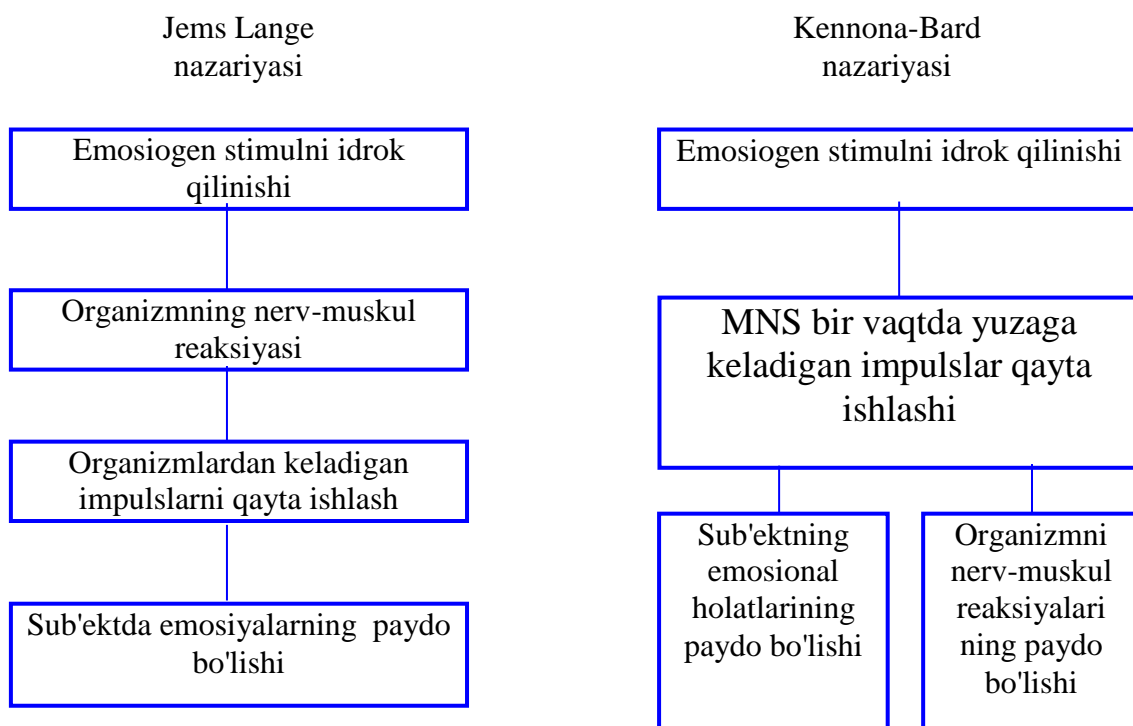 Jems Lange
nazariyasi
Emosiogen stimulni idrok
qilinishi
Organizmning nerv-muskul
reaksiyasi
Organizmlardan keladigan
impulslarni qayta ishlash
Sub'ektda emosiyalarning paydo
bo'lishi
Kennona-Bard
nazariyasi
Emosiogen stimulni idrok qilinishi
MNS bir vaqtda yuzaga
keladigan impulslar qayta
ishlashi
Sub'ektning
emosional
holatlarining
paydo bo'lishi
Organizmni
nerv-muskul
reaksiyalari
ning paydo
bo'lishi